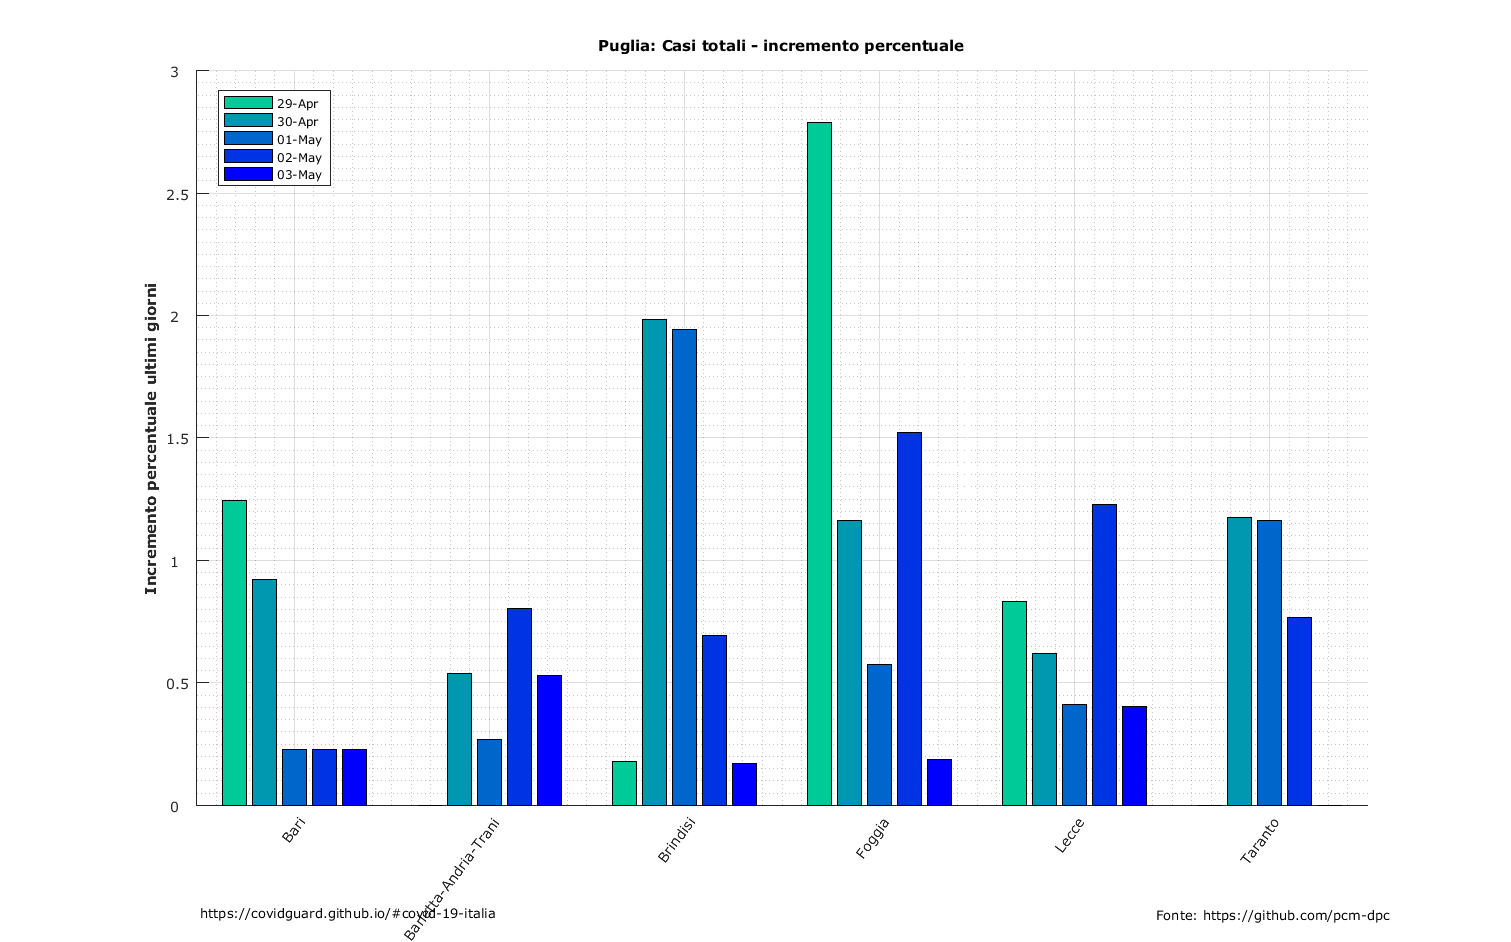 Puglia: Casi totali - incremento percentuale
3
2.5
2
1.5
1
0.5
0
Incremento percentuale ultimi giorni
29-Apr
30-Apr
01-May
02-May
03-May
Bari
Barletta-Andria-Trani
Brindisi
Foggia
Lecce
Taranto
https://covidguard.github.io/#covid-19-italia
Fonte: https://github.com/pcm-dpc